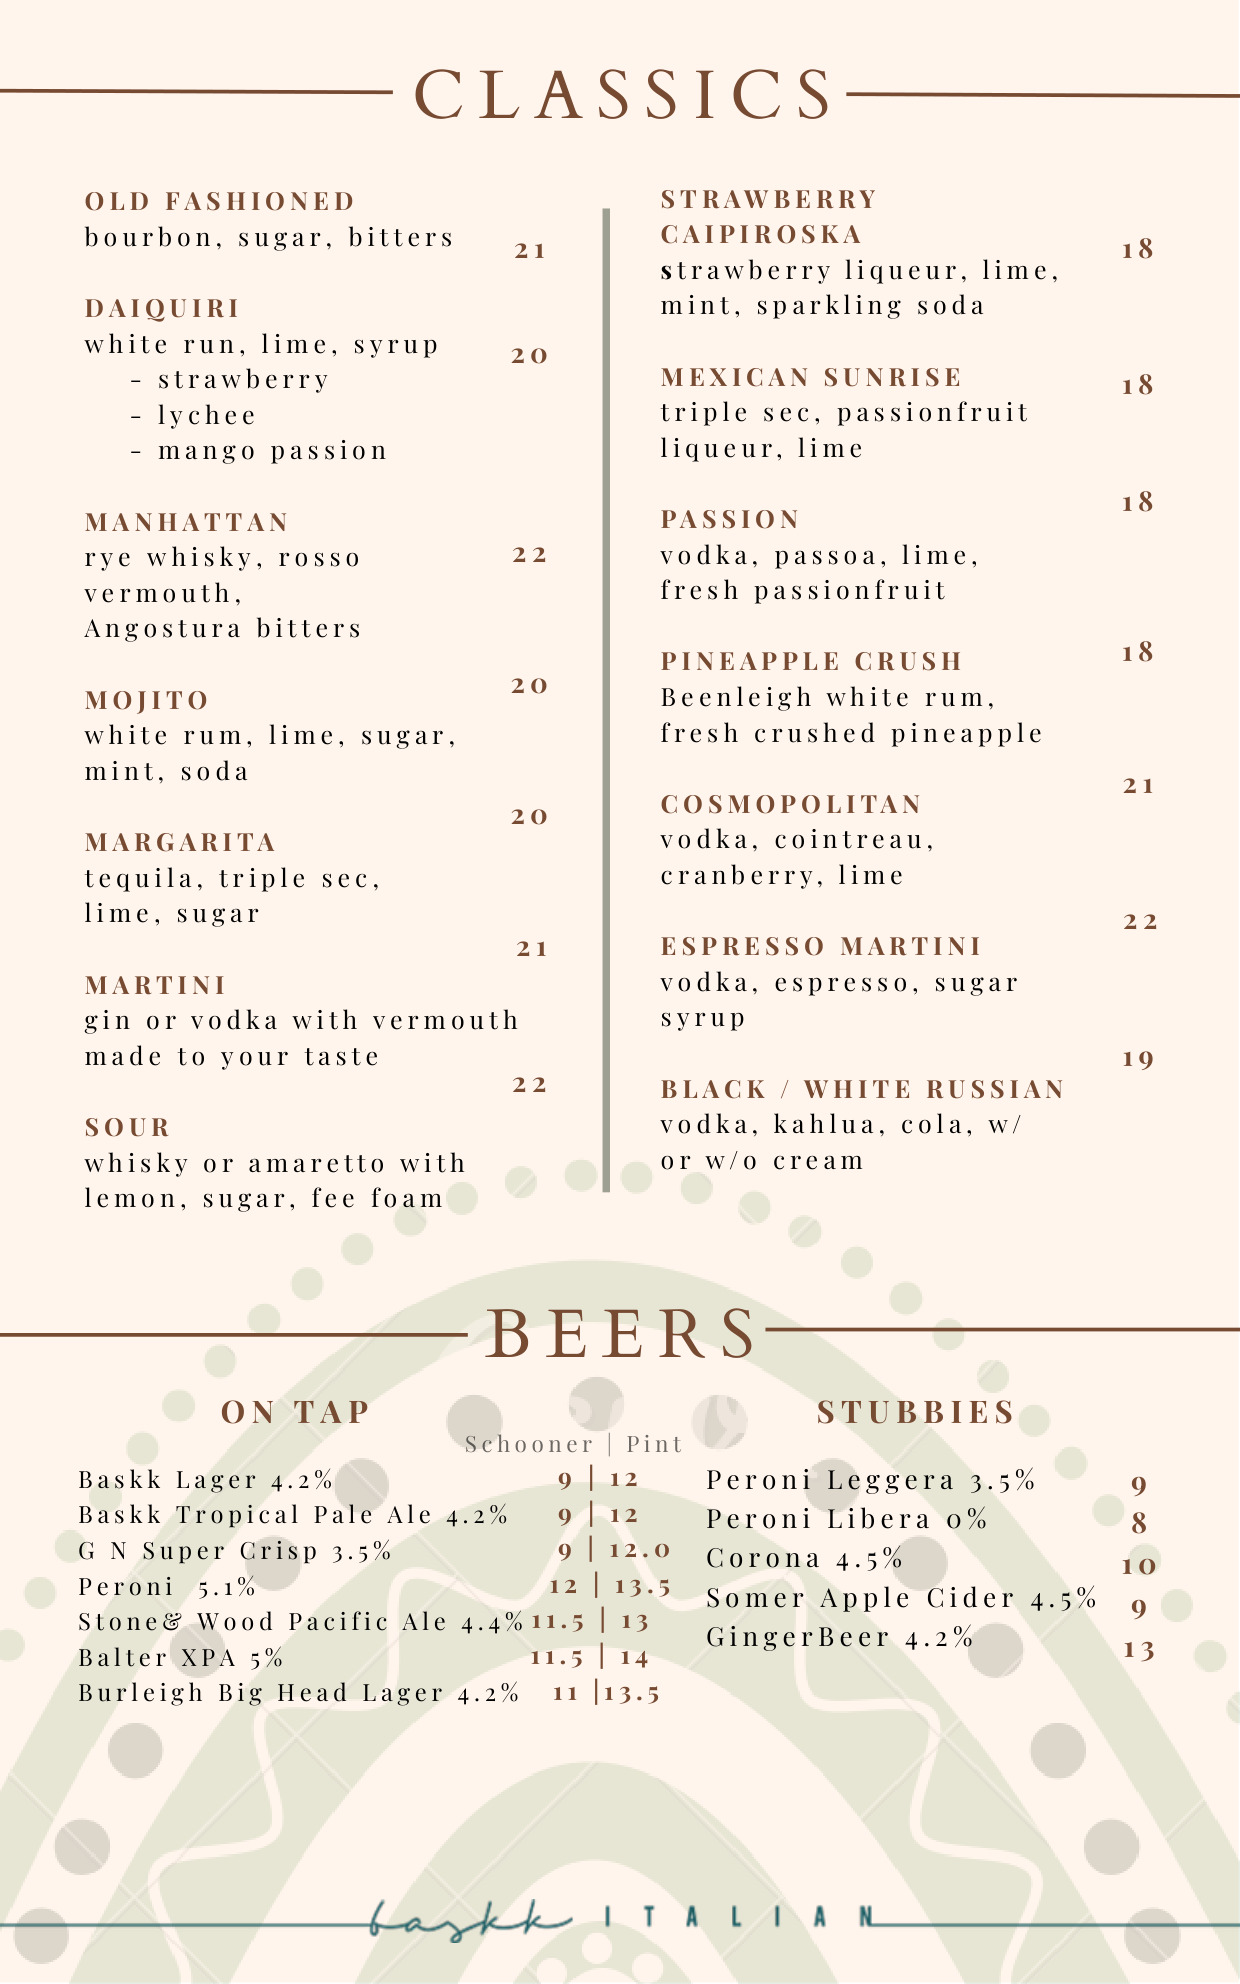 CLASSICS
OLD FASHIONED
bourbon, sugar, bitters 21
DAIQUIRI
white run, lime, syrup 20
- strawberry
- lychee
- mango passion
MANHATTAN
rye whisky, rosso 22
vermouth,
Angostura bitters
20
MOJITO
white rum, lime, sugar,
mint, soda
20
MARGARITA
tequila, triple sec,
lime, sugar
21
MARTINI
gin or vodka with vermouth
made to your taste
22
SOUR
whisky or amaretto with
lemon, sugar, fee foam
STRAWBERRY
CAIPIROSKA 18
strawberry liqueur, lime,
mint, sparkling soda
MEXICAN SUNRISE 18
triple sec, passionfruit
liqueur, lime
18
PASSION
vodka, passoa, lime,
fresh passionfruit
PINEAPPLE CRUSH 18
Beenleigh white rum,
fresh crushed pineapple
21
COSMOPOLITAN
vodka, cointreau,
cranberry, lime
22
ESPRESSO MARTINI
vodka, espresso, sugar
syrup
19
BLACK / WHITE RUSSIAN
vodka, kahlua, cola, w/
or w/o cream
BEERS
ON TAP
Schooner | Pint
Baskk Lager 4.2% 9 | 12
Baskk Tropical Pale Ale 4.2% 9 | 12
G N Super Crisp 3.5% 9 | 12.0
Peroni 5.1% 12 | 13.5
Stone& Wood Pacific Ale 4.4% 11.5 | 13
Balter XPA 5% 11.5 | 14
Burleigh Big Head Lager 4.2% 11 |13.5
STUBBIES
Peroni Leggera 3.5% 9
Peroni Libera 0% 8
Corona 4.5% 10
Somer Apple Cider 4.5% 9
GingerBeer 4.2% 13
baskk ITALIAN